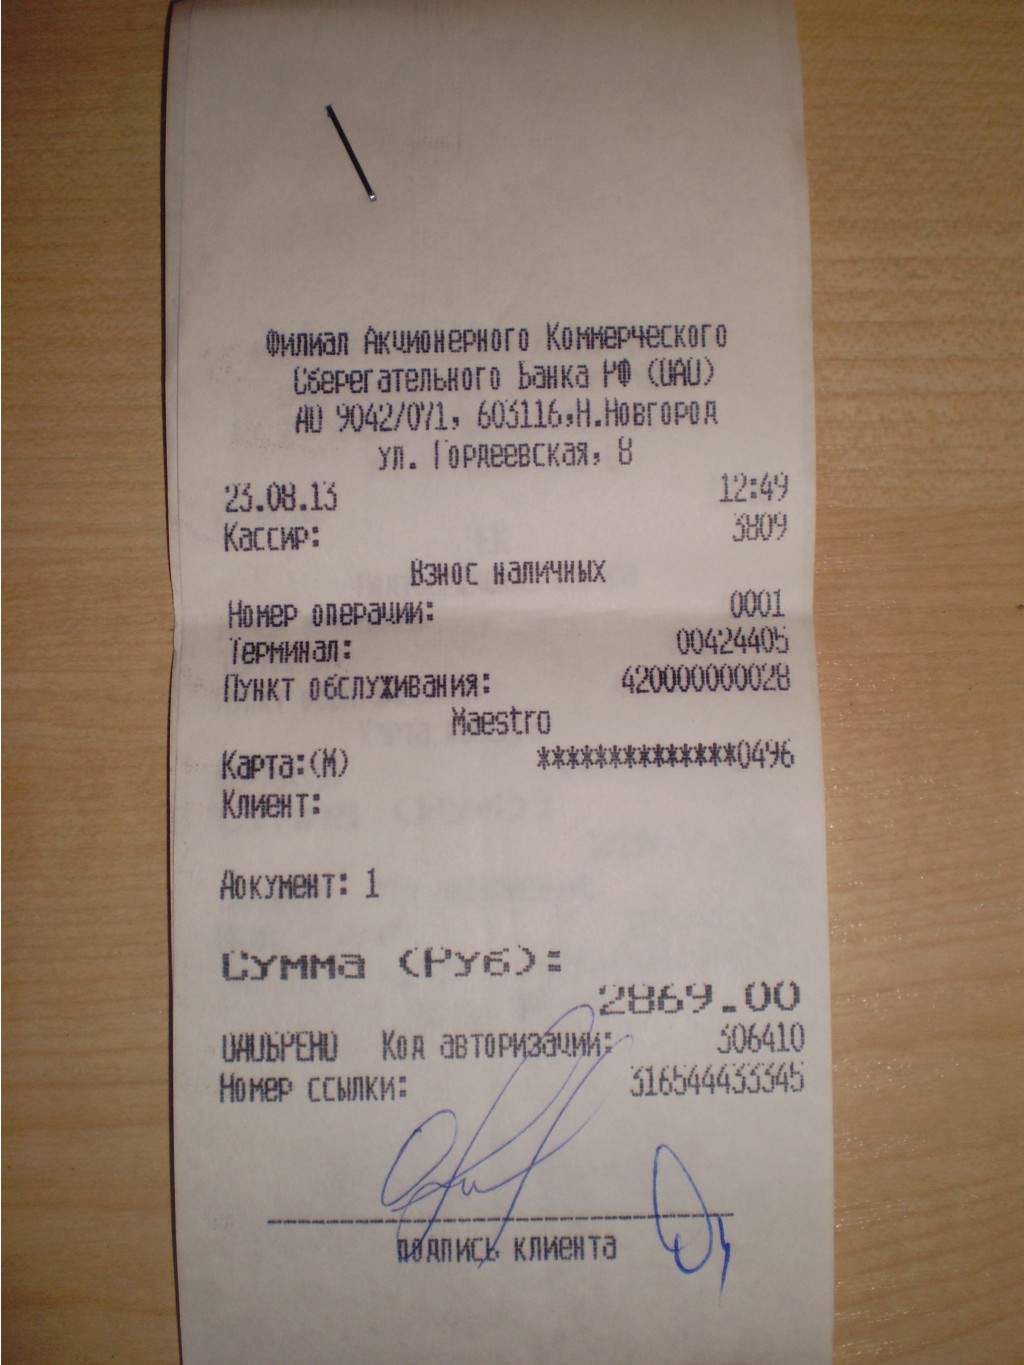 Филиал Акционерного Коммерческого
Сберегательного Банка РФ (ОАО)
ДО 9042/071, 603116,Н.Новгород
ул. Гордеевская, 8
23.08.13 12:49
Кассир: 3809
Взнос наличных
Номер операции: 0001
Терминал: 00424405
Пункт обслуживания: 420000000028
Maestro
Карта:(M) **************0496
Клиент:
Документ: 1
Сумма (Руб):
2869.00
ОДОБРЕНО Код авторизации: 306410
Номер ссылки: 316544433345
подпись клиента